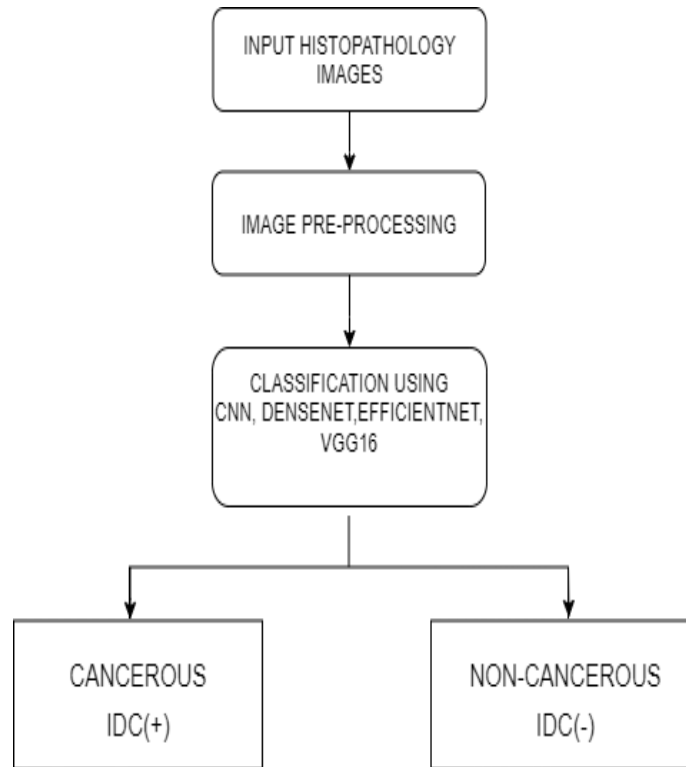 INPUT HISTOPATHOLOGY
IMAGES
IMAGE PRE-PROCESSING
CLASSIFICATION USING
CNN, DENSENET,EFFICIENTNET,
VGG16
CANCEROUS
IDC(+)
NON-CANCEROUS
IDC(-)